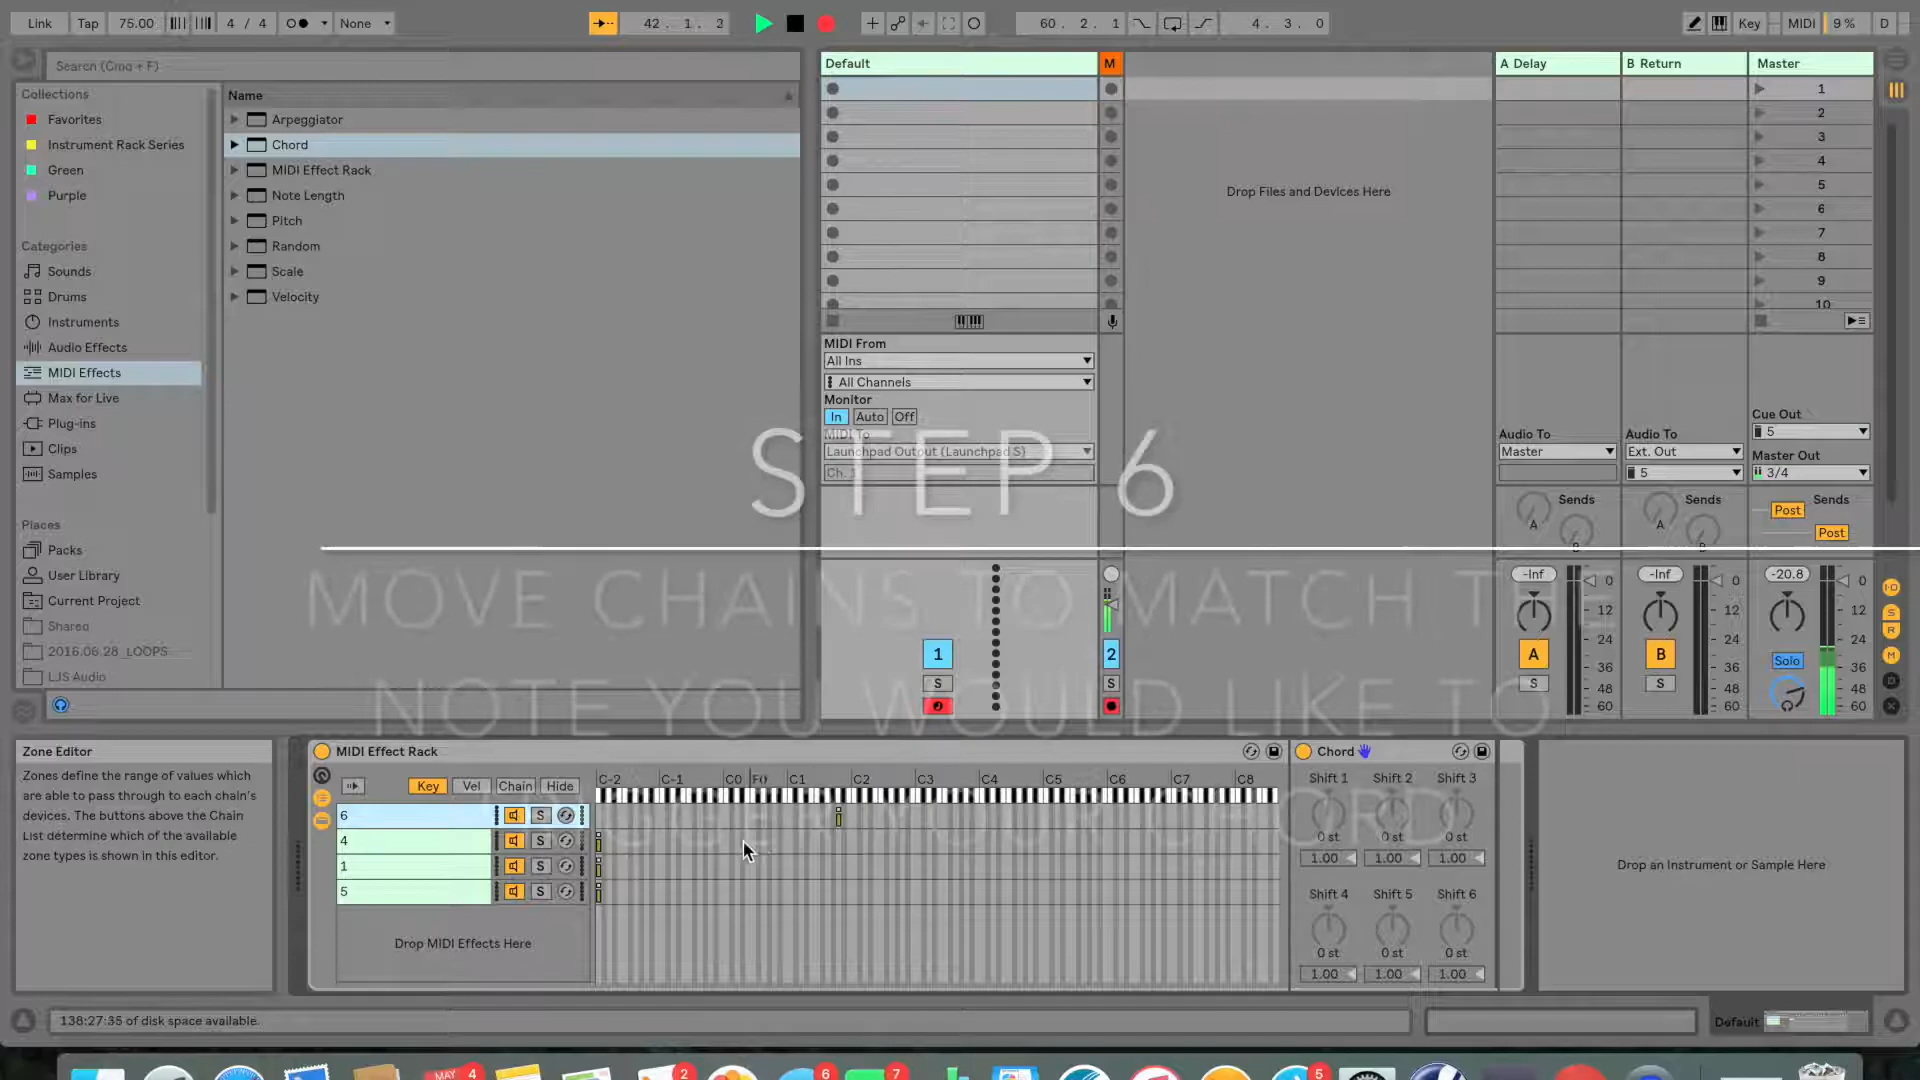 Link Tap 75.00 4 / 4 None 42 . 1 . 3 60 . 2 . 1 4 . 3 . 0 Key MIDI 9 % D
Search (Cmd + F)
Collections
Favorites
Instrument Rack Series
Green
Purple
Categories
Sounds
Drums
Instruments
Audio Effects
MIDI Effects
Max for Live
Plug-ins
Clips
Samples
Places
Packs
User Library
Current Project
Shared
2016.06.28_LOOPS
LJS Audio
Name
Arpeggiator
Chord
MIDI Effect Rack
Note Length
Pitch
Random
Scale
Velocity
Default
M
Drop Files and Devices Here
MIDI From
All Ins
All Channels
Monitor
In Auto Off
MIDI To
Launchpad Output (Launchpad S)
Ch. 1
1
S
2
S
A Delay
B Return
Master
1
2
3
4
5
6
7
8
9
10
Audio To
Master
Audio To
Ext. Out
5
Cue Out
5
Master Out
3/4
Sends
A
B
Sends
A
B
Sends
Post
Post
-Inf
0
12
24
36
48
60
A
S
-Inf
0
12
24
36
48
60
B
S
-20.8
0
12
24
36
48
60
Solo
STEP 6
MOVE CHAINS TO MATCH THE
NOTE YOU WOULD LIKE TO
Zone Editor
Zones define the range of values which
are able to pass through to each chain's
devices. The buttons above the Chain
List determine which of the available
zone types is shown in this editor.
MIDI Effect Rack
Key Vel Chain Hide
C-2 C-1 C0 F0 C1 C2 C3 C4 C5 C6 C7 C8
6 S
4 S
1 S
5 S
Drop MIDI Effects Here
Chord
Shift 1 Shift 2 Shift 3
0 st 0 st 0 st
1.00 1.00 1.00
Shift 4 Shift 5 Shift 6
0 st 0 st 0 st
1.00 1.00 1.00
Drop an Instrument or Sample Here
138:27:35 of disk space available.
Default
MAY 4 2 6 7 5